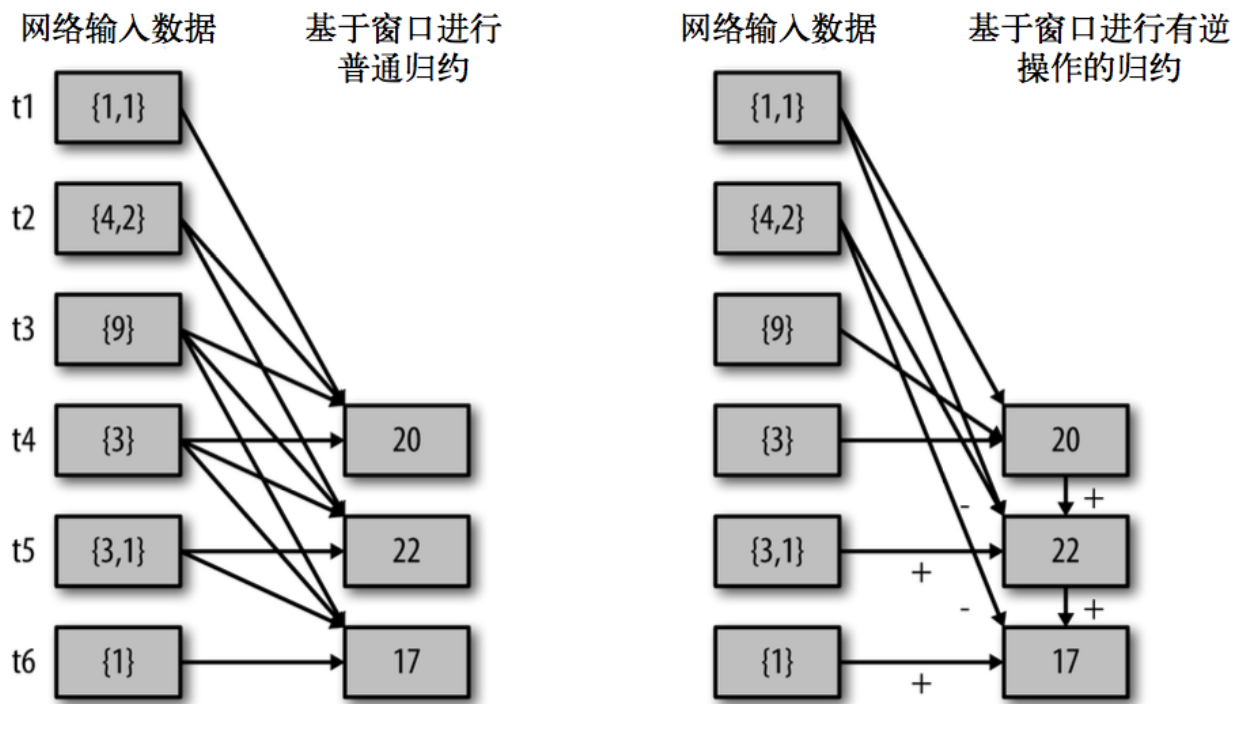 网络输入数据
基于窗口进行
普通归约
t1
{1,1}
t2
{4,2}
t3
{9}
t4
{3}
20
t5
{3,1}
22
t6
{1}
17
网络输入数据
基于窗口进行有逆
操作的归约
{1,1}
{4,2}
{9}
{3}
20
-
+
{3,1}
22
+
-
+
{1}
17
+